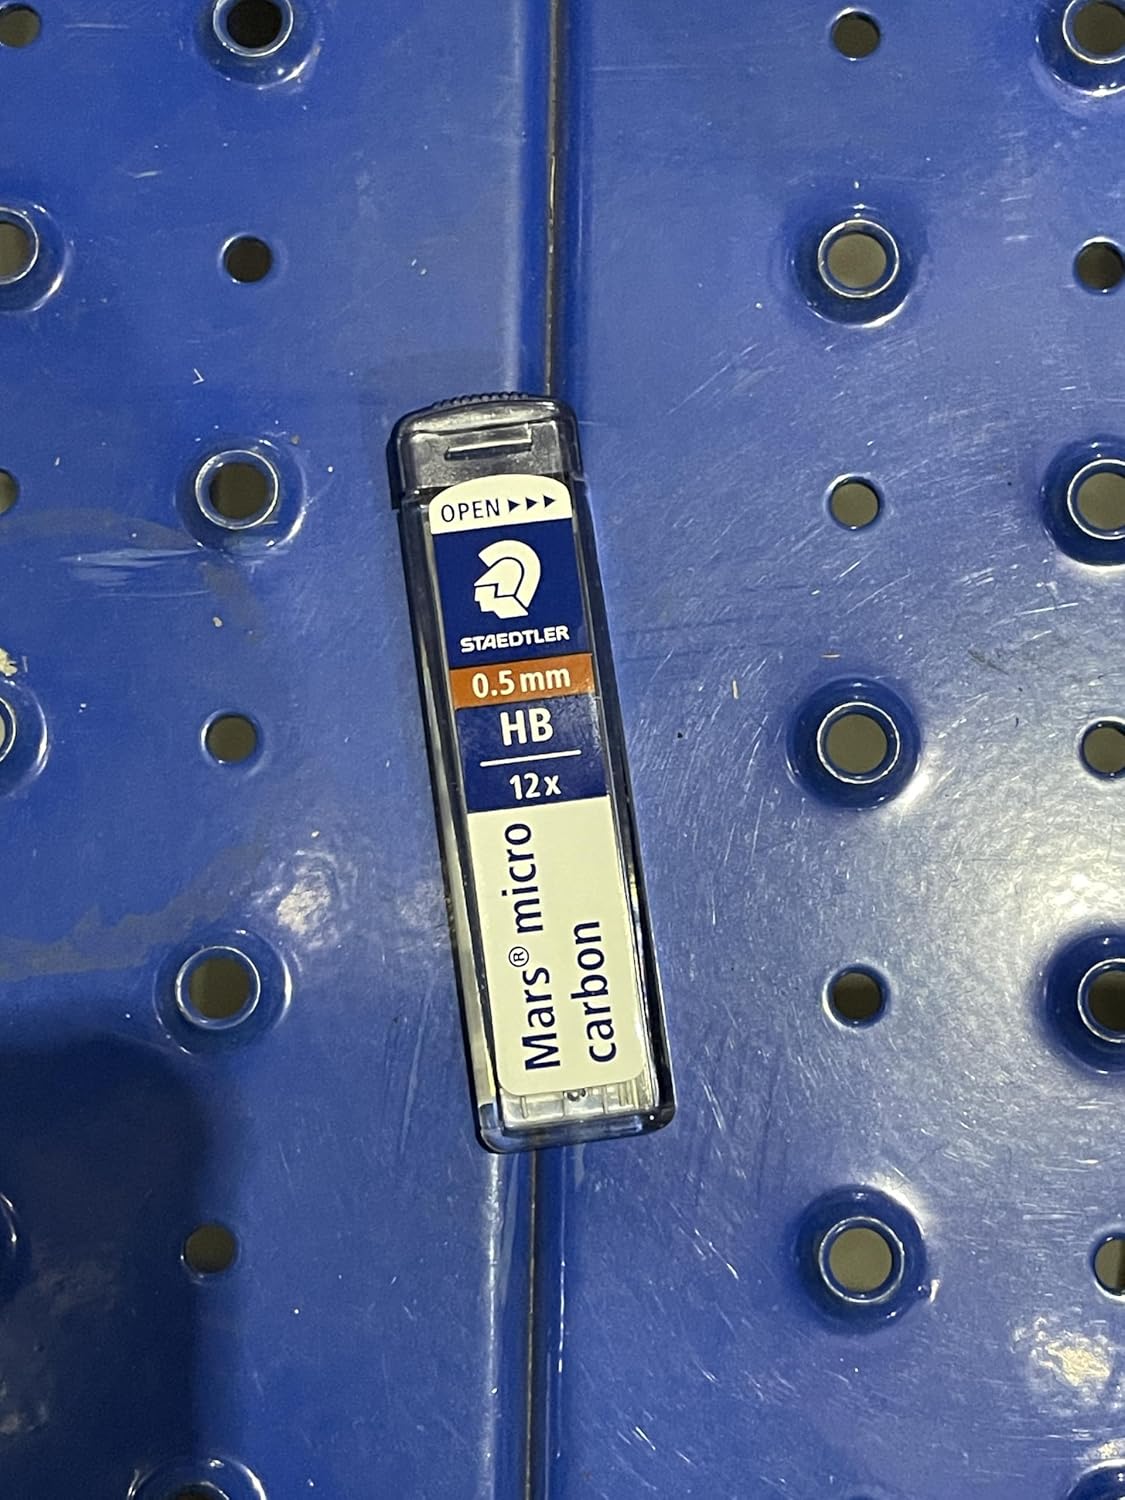 OPEN ►►►
STAEDTLER
0.5 mm
HB
12x
Mars® micro
carbon